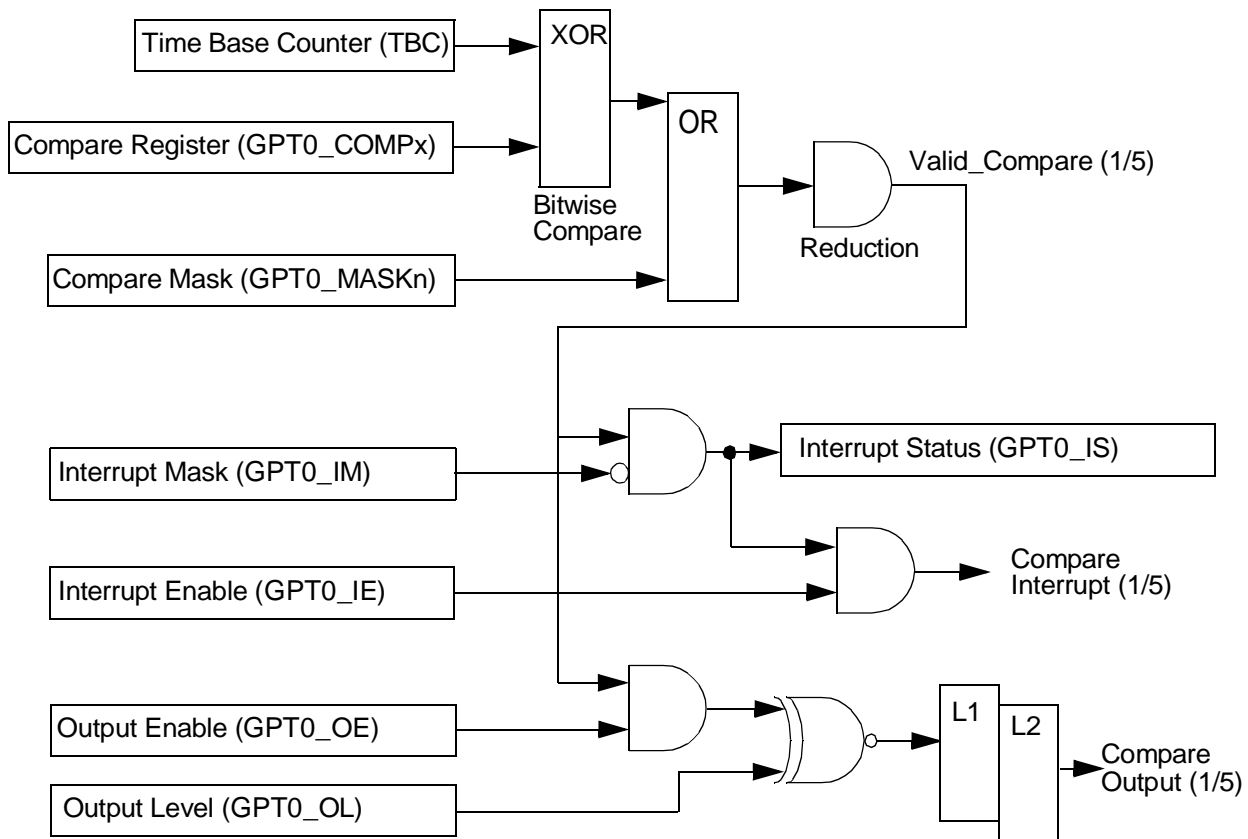 Time Base Counter (TBC)
XOR
Compare Register (GPT0_COMPx)
OR
Valid_Compare (1/5)
Bitwise
Compare
Reduction
Compare Mask (GPT0_MASKn)
Interrupt Mask (GPT0_IM)
Interrupt Status (GPT0_IS)
Interrupt Enable (GPT0_IE)
Compare
Interrupt (1/5)
Output Enable (GPT0_OE)
L1
L2
Compare
Output (1/5)
Output Level (GPT0_OL)